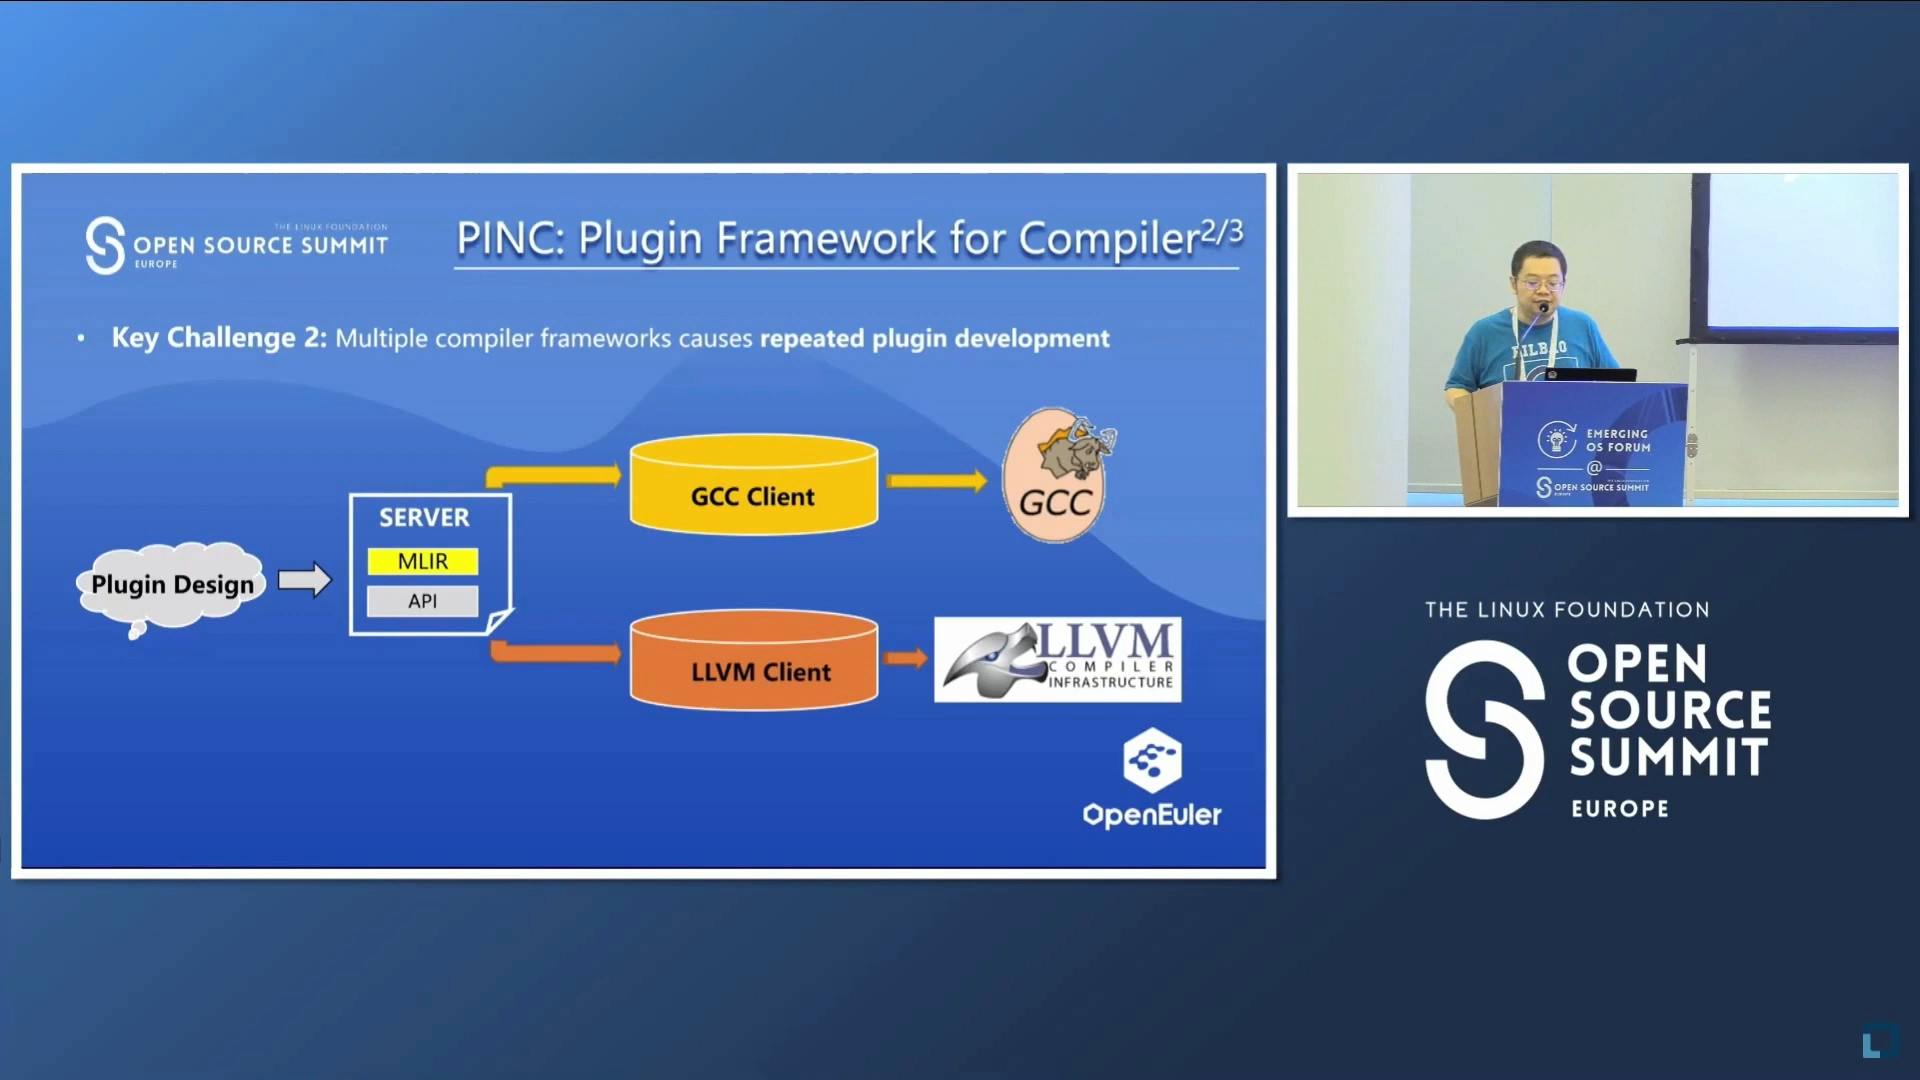 THE LINUX FOUNDATION
OPEN SOURCE SUMMIT
EUROPE
PINC: Plugin Framework for Compiler2/3
• Key Challenge 2: Multiple compiler frameworks causes repeated plugin development
Plugin Design
SERVER
MLIR
API
GCC Client
GCC
LLVM Client
LLVM
COMPILER
INFRASTRUCTURE
OpenEuler
BILBAO
EMERGING
OS FORUM
@
OPEN SOURCE SUMMIT
EUROPE
THE LINUX FOUNDATION
OPEN
SOURCE
SUMMIT
EUROPE